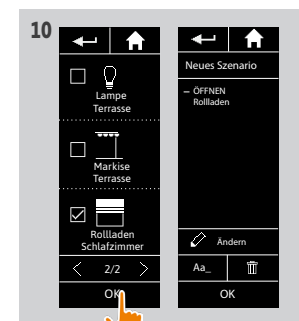 10
Lampe
Terrasse
Markise
Terrasse
Rollladen
Schlafzimmer
2/2
OK
Neues Szenario
– ÖFFNEN
Rollladen
Ändern
Aa_
OK